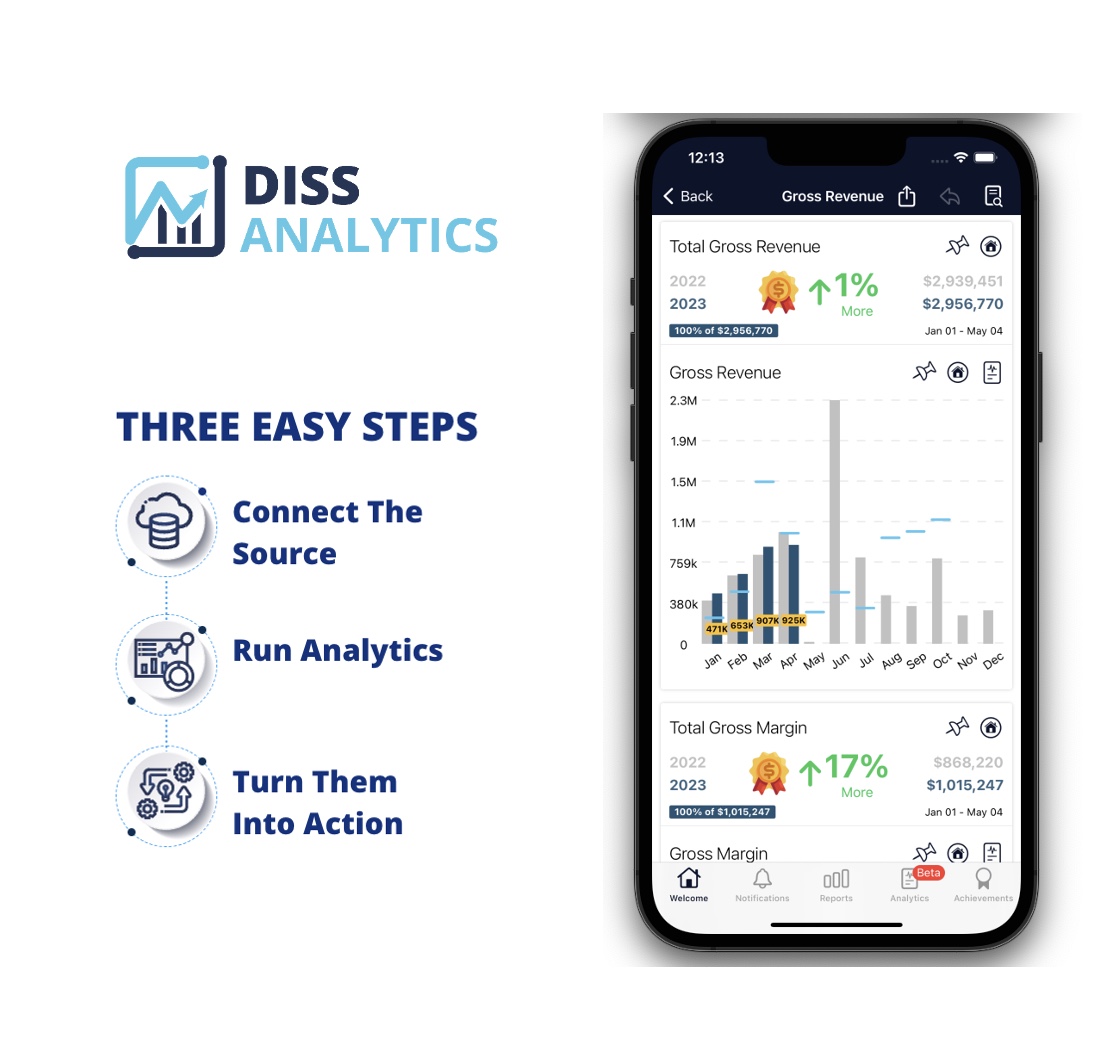 DISS
ANALYTICS
THREE EASY STEPS
Connect The
Source
Run Analytics
Turn Them
Into Action
12:13
Back Gross Revenue
Total Gross Revenue
2022 1% $2,939,451
2023 More $2,956,770
100% of $2,956,770 Jan 01 - May 04
Gross Revenue
2.3M
1.9M
1.5M
1.1M
759k
380k
471K 653K 907K 925K
0
Jan Feb Mar Apr May Jun Jul Aug Sep Oct Nov Dec
Total Gross Margin
2022 17% $868,220
2023 More $1,015,247
100% of $1,015,247 Jan 01 - May 04
Gross Margin
Beta
Welcome Notifications Reports Analytics Achievements